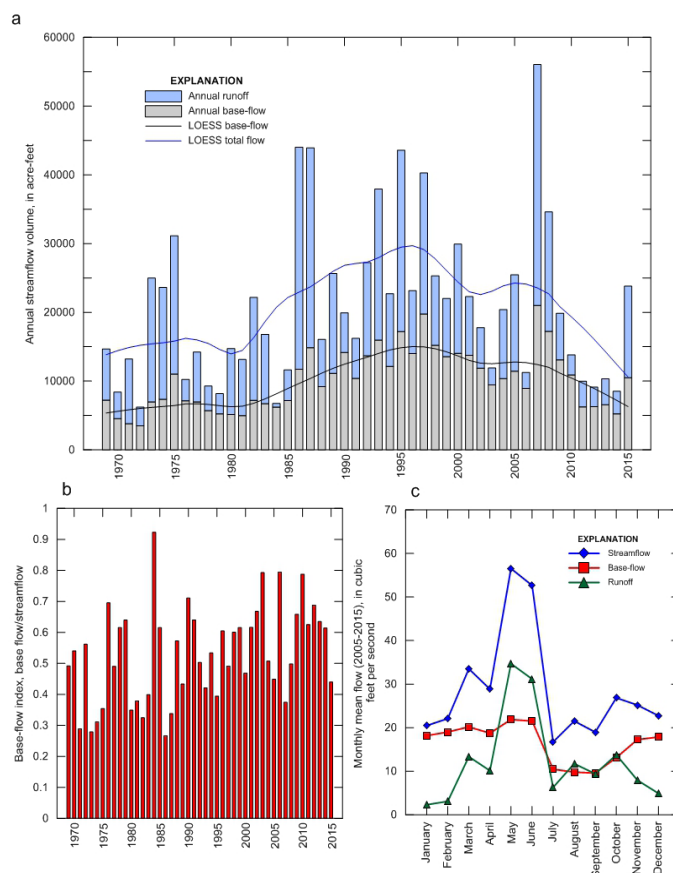 a
60000
50000
40000
30000
20000
10000
0
Annual streamflow volume, in acre-feet
EXPLANATION
Annual runoff
Annual base-flow
LOESS base-flow
LOESS total flow
1970
1975
1980
1985
1990
1995
2000
2005
2010
2015
b
1
0.9
0.8
0.7
0.6
0.5
0.4
0.3
0.2
0.1
0
Base-flow index, base flow/streamflow
1970
1975
1980
1985
1990
1995
2000
2005
2010
2015
c
70
60
50
40
30
20
10
0
Monthly mean flow (2005-2015), in cubic
feet per second
EXPLANATION
Streamflow
Base-flow
Runoff
January
February
March
April
May
June
July
August
September
October
November
December